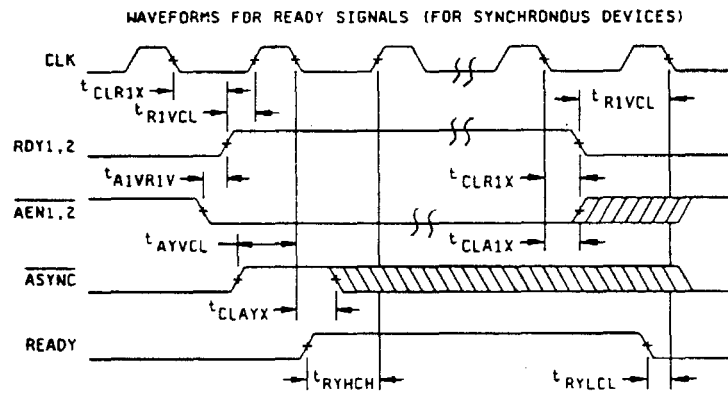 WAVEFORMS FOR READY SIGNALS (FOR SYNCHRONOUS DEVICES)
CLK
tCLR1X
tR1VCL
tR1VCL
RDY1,2
tA1VR1V
tCLR1X
AEN1,2
tAYVCL
tCLA1X
ASYNC
tCLAYX
READY
tRYHCH
tRYLCL